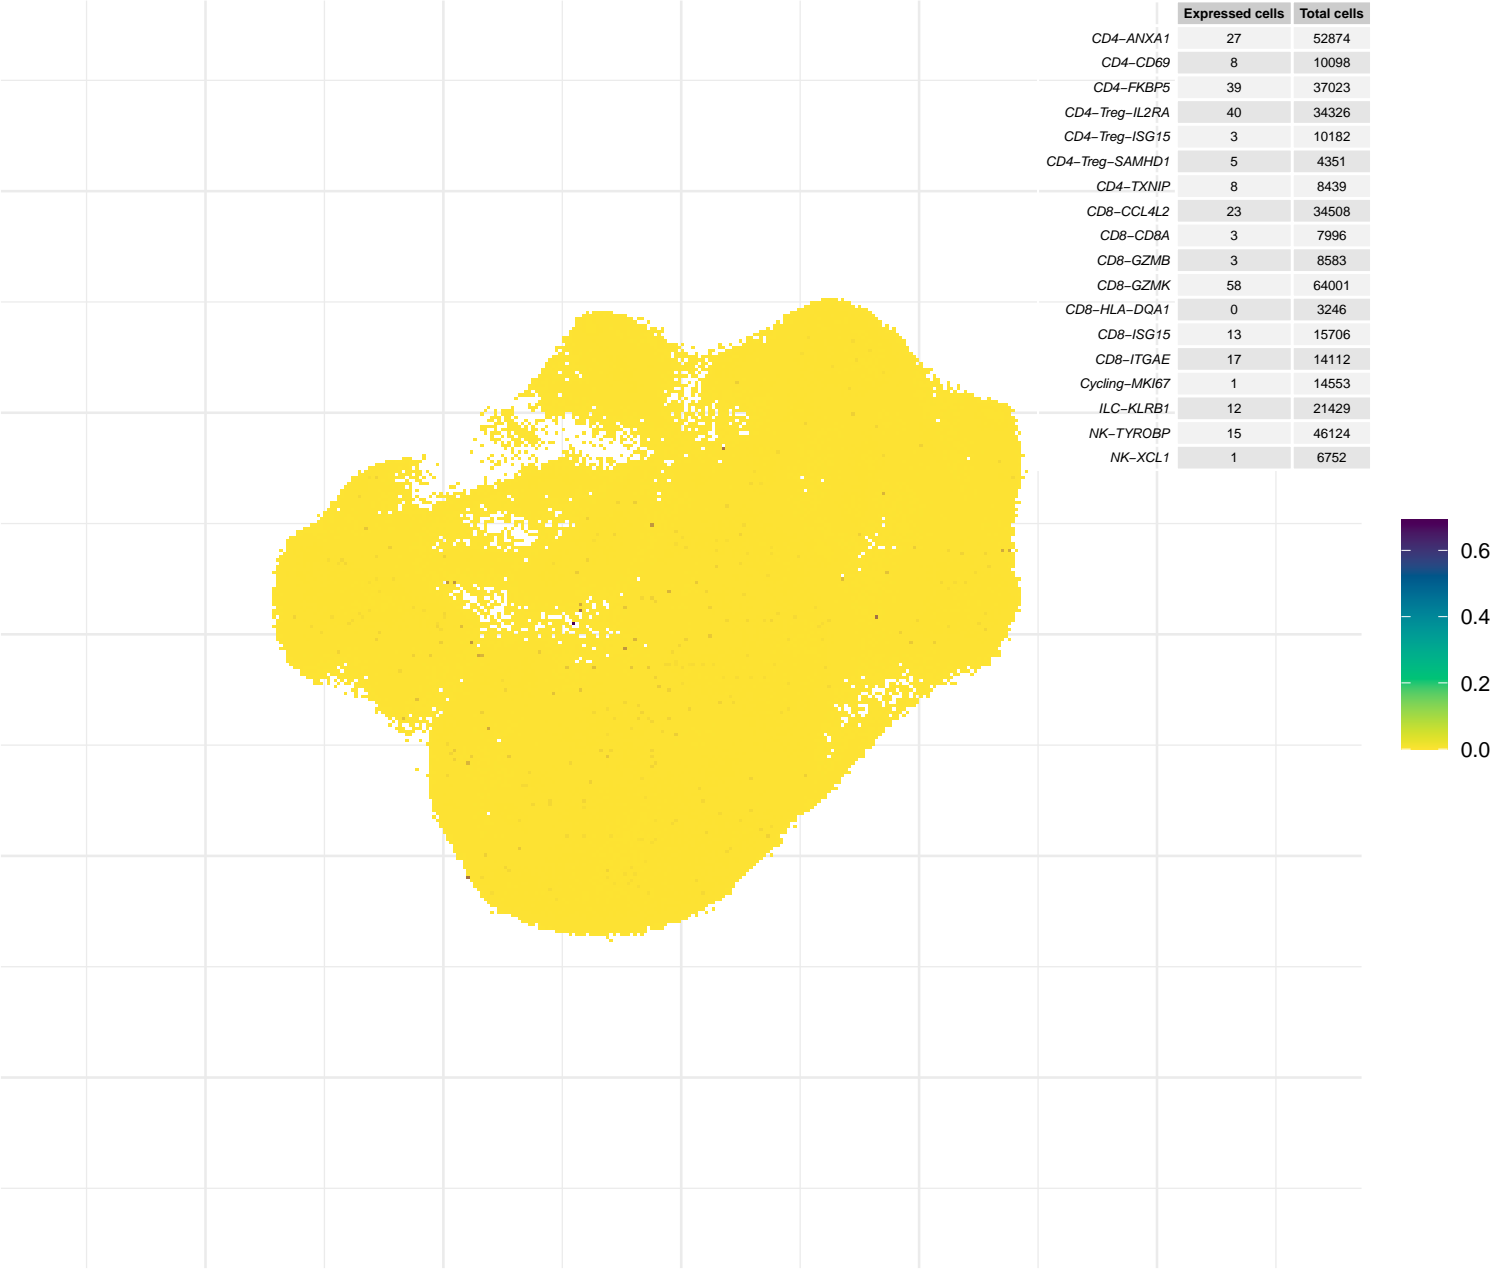 Expressed cells Total cells
CD4−ANXA1 27 52874
CD4−CD69 8 10098
CD4−FKBP5 39 37023
CD4−Treg−IL2RA 40 34326
CD4−Treg−ISG15 3 10182
CD4−Treg−SAMHD1 5 4351
CD4−TXNIP 8 8439
CD8−CCL4L2 23 34508
CD8−CD8A 3 7996
CD8−GZMB 3 8583
CD8−GZMK 58 64001
CD8−HLA−DQA1 0 3246
CD8−ISG15 13 15706
CD8−ITGAE 17 14112
Cycling−MKI67 1 14553
ILC−KLRB1 12 21429
NK−TYROBP 15 46124
NK−XCL1 1 6752
0.6
0.4
0.2
0.0